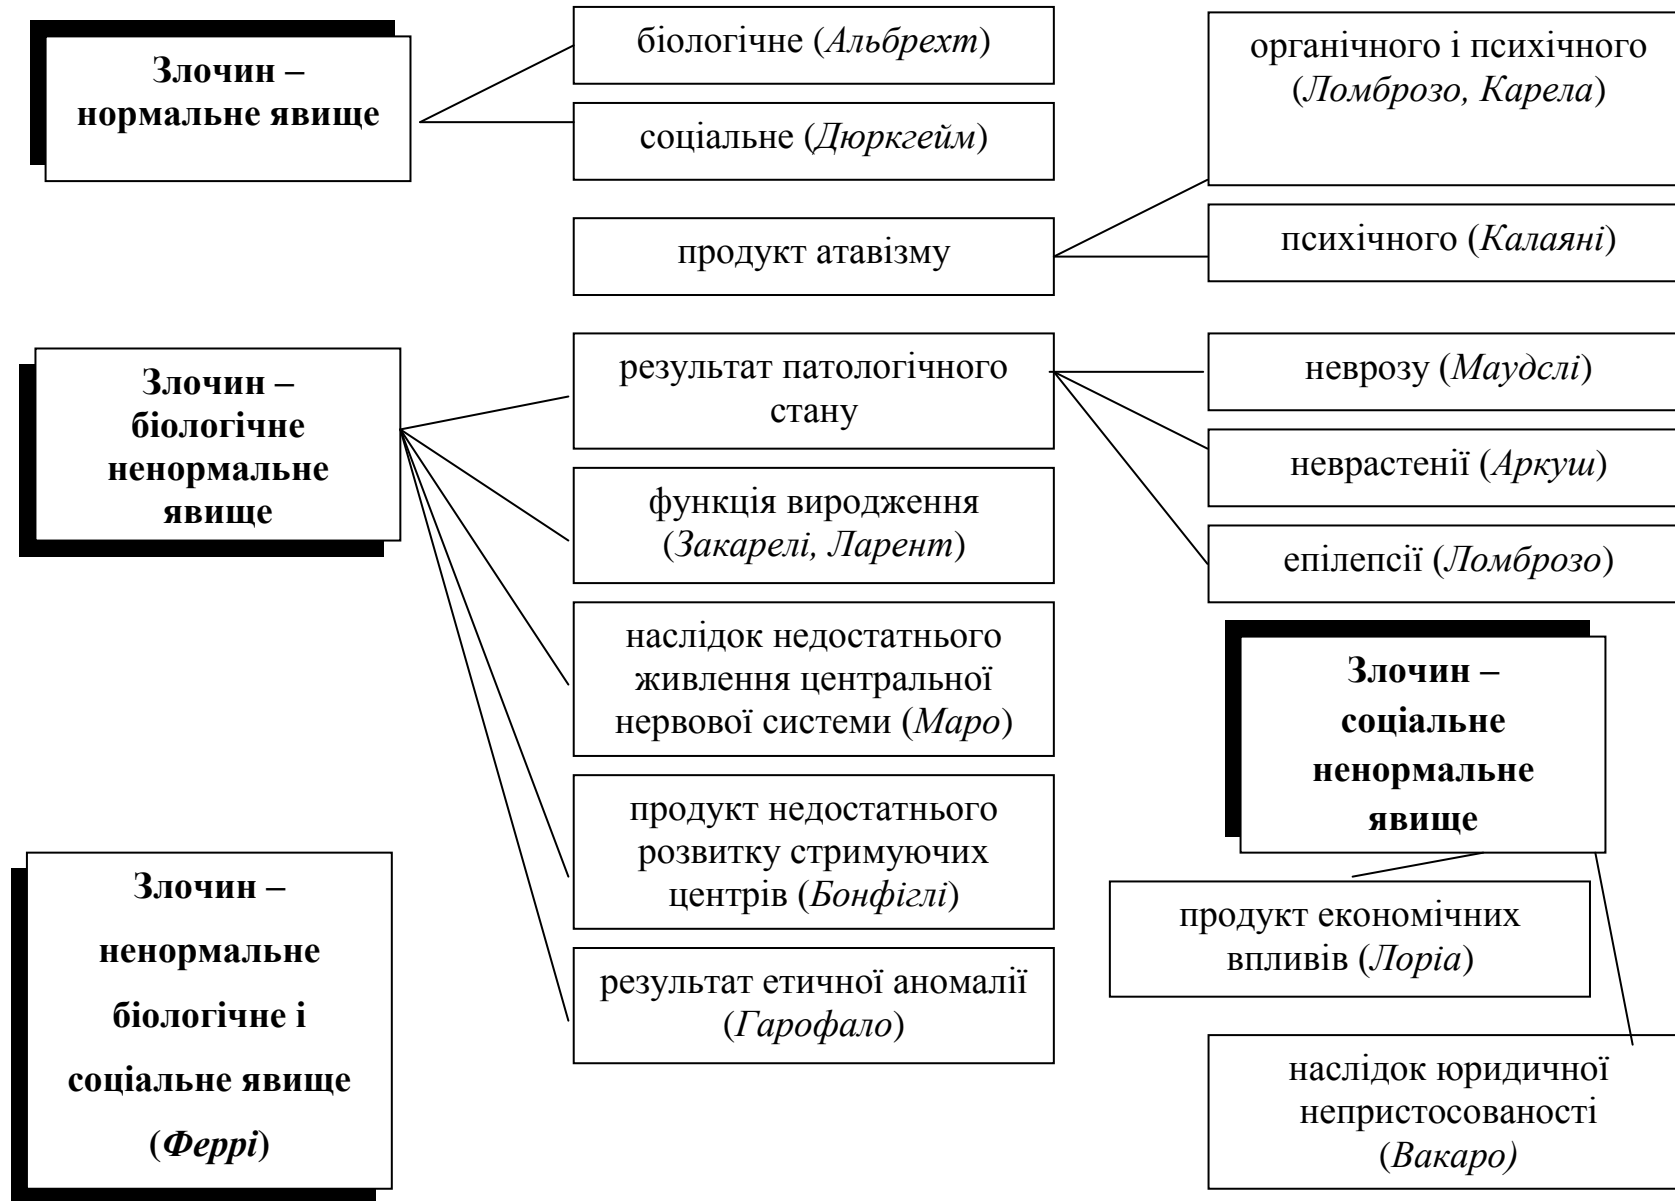 Злочин –
нормальне явище
біологічне (Альбрехт)
соціальне (Дюркгейм)
органічного і психічного
(Ломброзо, Карела)
продукт атавізму
психічного (Калаяні)
Злочин –
біологічне
ненормальне
явище
результат патологічного
стану
неврозу (Маудслі)
неврастенії (Аркуш)
епілепсії (Ломброзо)
функція виродження
(Закарелі, Ларент)
наслідок недостатнього
живлення центральної
нервової системи (Маро)
продукт недостатнього
розвитку стримуючих
центрів (Бонфіглі)
результат етичної аномалії
(Гарофало)
Злочин –
соціальне
ненормальне
явище
продукт економічних
впливів (Лоріа)
наслідок юридичної
непристосованості
(Вакаро)
Злочин –
ненормальне
біологічне і
соціальне явище
(Феррі)